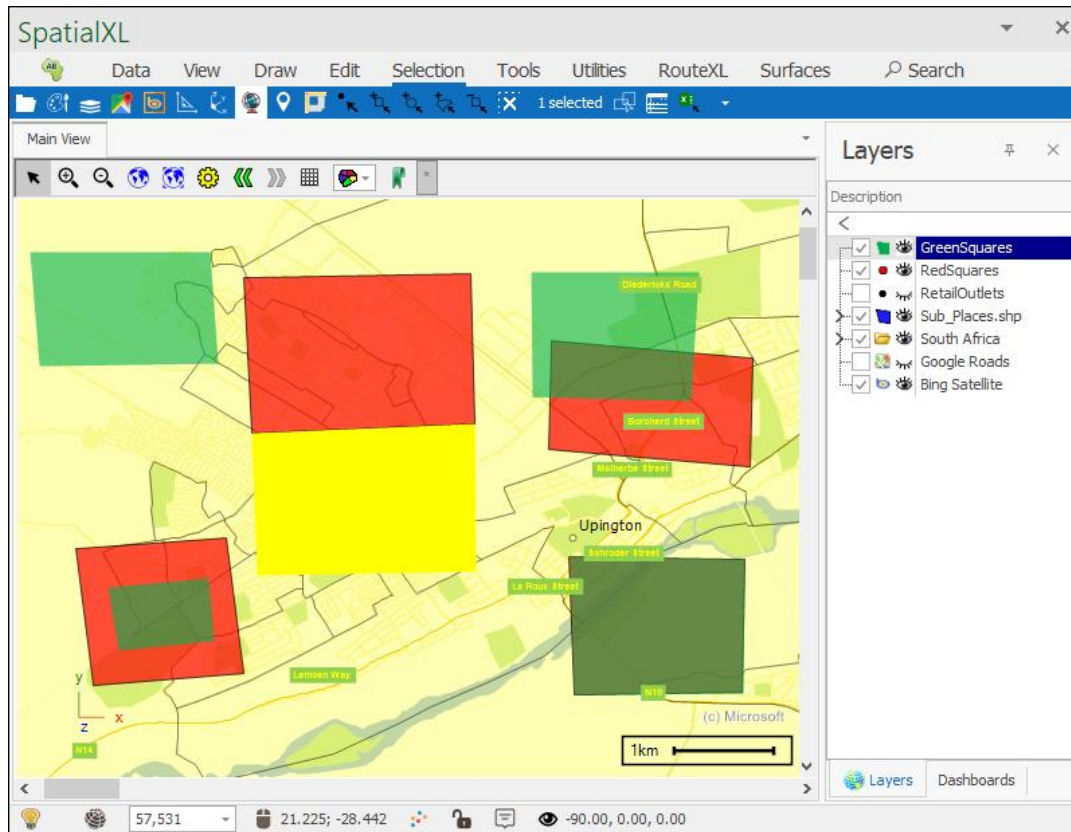 SpatialXL
Data View Draw Edit Selection Tools Utilities RouteXL Surfaces Search
1 selected
Main View
Layers
Description
GreenSquares
RedSquares
RetailOutlets
Sub_Places.shp
South Africa
Google Roads
Bing Satellite
Diedericks Road
Borcherd Street
Malherbe Street
Upington
Schroder Street
Le Roux Street
Lemoen Way
N10
y
x
z
N14
(c) Microsoft
1km
Layers Dashboards
57,531 21.225; -28.442 -90.00, 0.00, 0.00